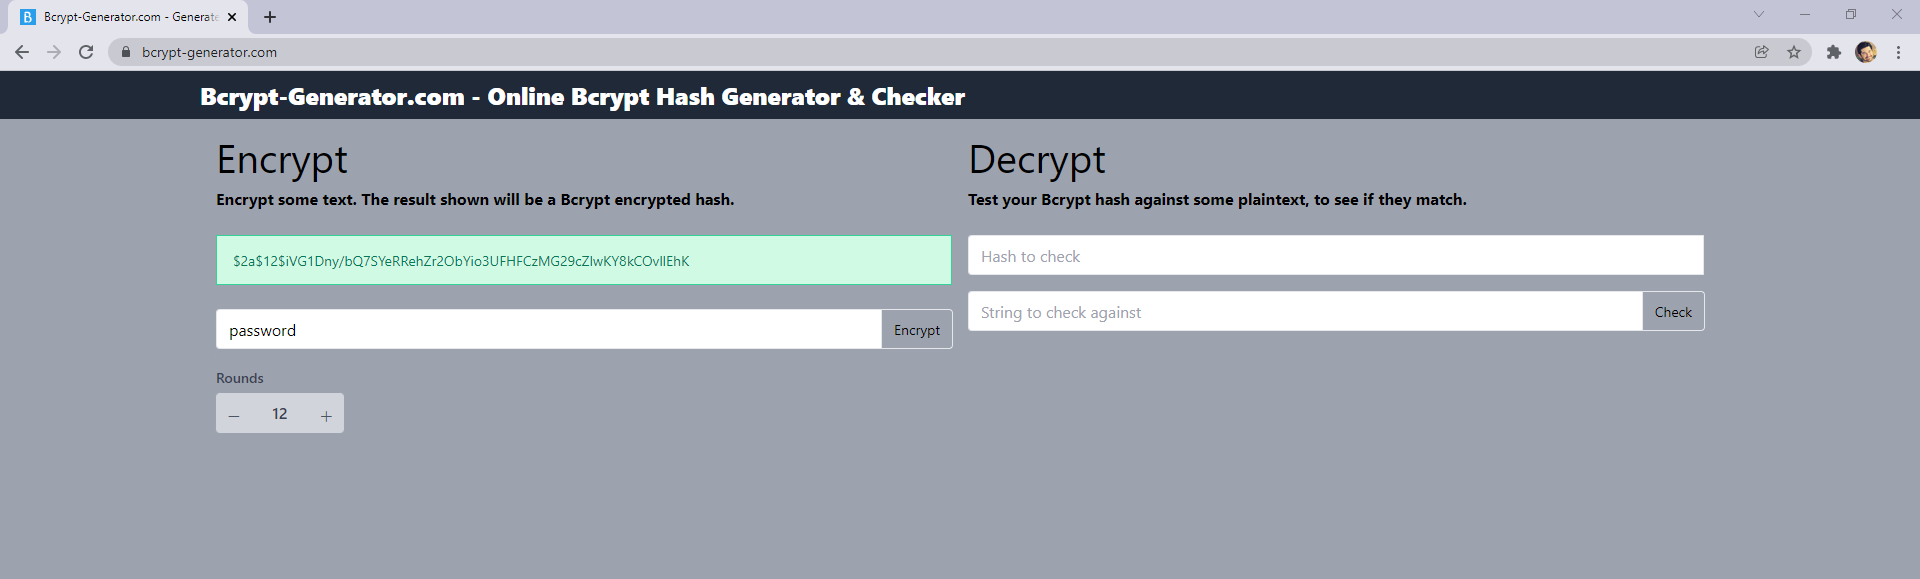 Bcrypt-Generator.com - Generate
bcrypt-generator.com
Bcrypt-Generator.com - Online Bcrypt Hash Generator & Checker
Encrypt
Encrypt some text. The result shown will be a Bcrypt encrypted hash.
$2a$12$iVG1Dny/bQ7SYeRRehZr2ObYio3UFHFCzMG29cZIwKY8kCOvIlEhK
password
Encrypt
Rounds
12
Decrypt
Test your Bcrypt hash against some plaintext, to see if they match.
Hash to check
String to check against
Check